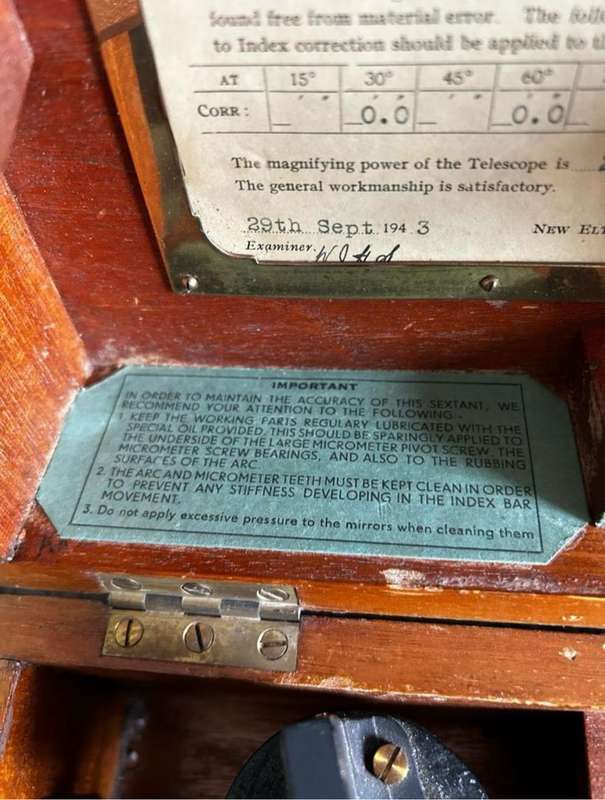 found free from material error. The
to Index correction should be applied to
AT 15° 30° 45° 60°
CORR: 0.0 0.0
The magnifying power of the Telescope is
The general workmanship is satisfactory.
29th Sept 194 3 NEW
Examiner.
IMPORTANT
IN ORDER TO MAINTAIN THE ACCURACY OF THIS SEXTANT, WE
RECOMMEND YOUR ATTENTION TO THE FOLLOWING-
1. KEEP THE WORKING PARTS REGULARY LUBRICATED WITH THE
SPECIAL OIL PROVIDED, THIS SHOULD BE SPARINGLY APPLIED TO
THE UNDERSIDE OF THE LARGE MICROMETER PIVOT SCREW, THE
MICROMETER SCREW BEARINGS, AND ALSO TO THE RUBBING
SURFACES OF THE ARC
2. THE ARC AND MICROMETER TEETH MUST BE KEPT CLEAN IN ORDER
TO PREVENT ANY STIFFNESS DEVELOPING IN THE INDEX BAR
MOVEMENT.
3. Do not apply excessive pressure to the mirrors when cleaning them